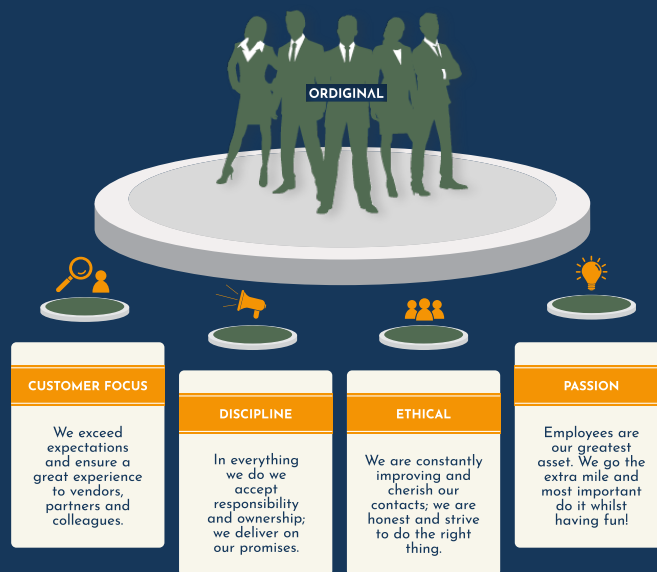 ORDIGINAL
CUSTOMER FOCUS
We exceed
expectations
and ensure a
great experience
to vendors,
partners and
colleagues.
DISCIPLINE
In everything
we do we
accept
responsibility
and ownership;
we deliver on
our promises.
ETHICAL
We are constantly
improving and
cherish our
contacts; we are
honest and strive
to do the right
thing.
PASSION
Employees are
our greatest
asset. We go the
extra mile and
most important
do it whilst
having fun!